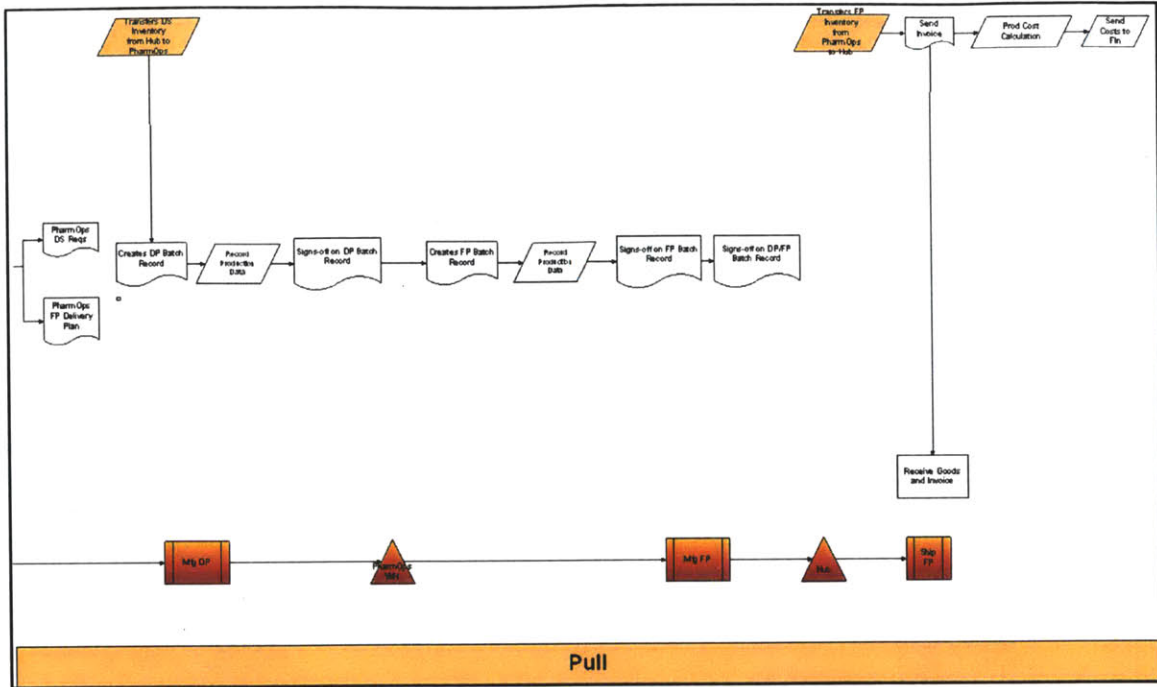 Transfers DS
Inventory
from Hub to
PharmOps
Transfers FP
Inventory
from
PharmOps
to Hub
Send
Invoice
Prod Cost
Calculation
Send
Costs to
Fin
PharmOps
DS Reqs
PharmOps
FP Delivery
Plan
Creates DP Batch
Record
Record
Production
Data
Signs-off on DP Batch
Record
Creates FP Batch
Record
Record
Production
Data
Signs-off on FP Batch
Record
Signs-off on DP/FP
Batch Record
Receive Goods
and Invoice
Mfg DP
PharmOps
WH
Mfg FP
Hub
Ship
FP
Pull